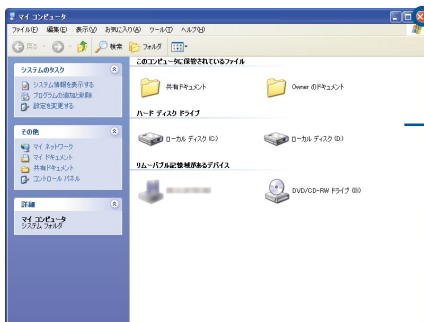 マイ コンピュータ
ファイル(F) 編集(E) 表示(V) お気に入り(A) ツール(T) ヘルプ(H)
戻る 検索 フォルダ
システムのタスク
システム情報を表示する
プログラムの追加と削除
設定を変更する
その他
マイ ネットワーク
マイ ドキュメント
共有ドキュメント
コントロール パネル
詳細
マイ コンピュータ
システム フォルダ
このコンピュータに保管されているファイル
共有ドキュメント Owner のドキュメント
ハード ディスク ドライブ
ローカル ディスク (C:) ローカル ディスク (D:)
リムーバブル記憶域があるデバイス
DVD/CD-RW ドライブ (E:)